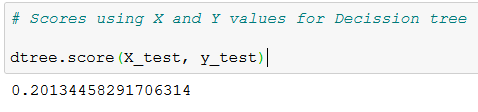 # Scores using X and Y values for Decission tree
dtree.score(X_test, y_test)
0.20134458291706314